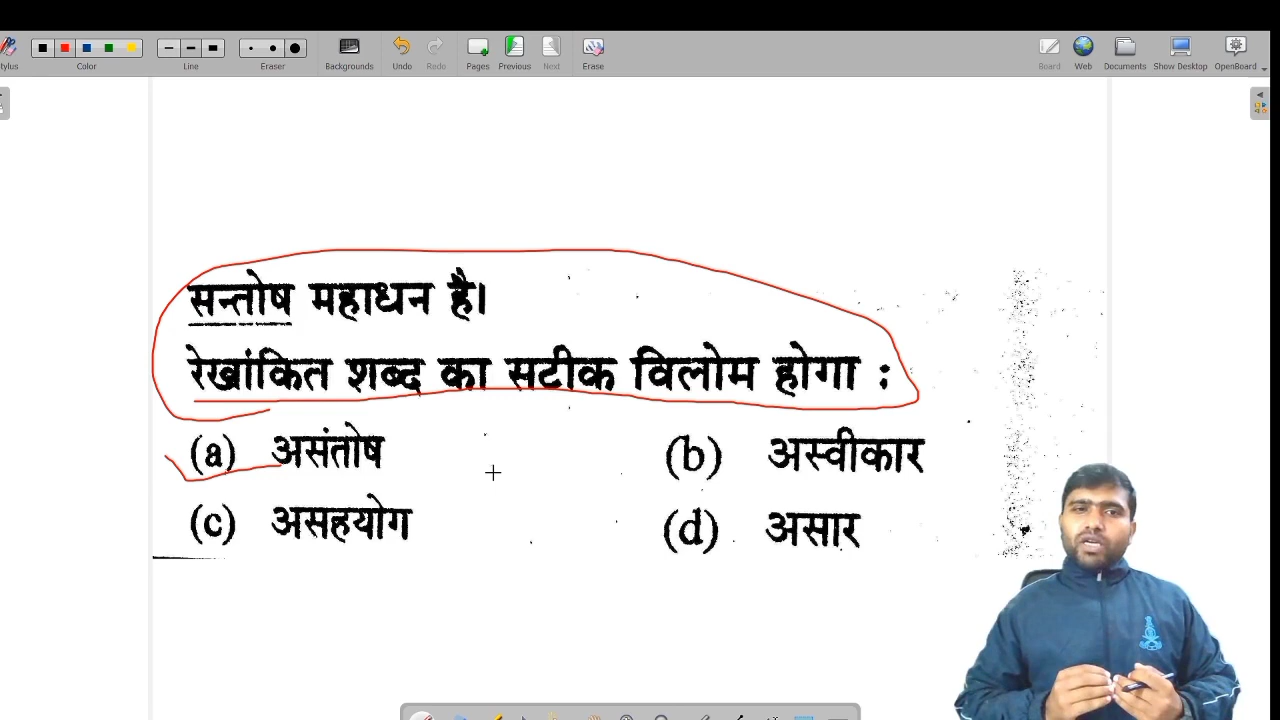 tylus
Color
Line
Eraser
Backgrounds
Undo
Redo
Pages
Previous
Next
Erase
Board
Web
Documents
Show Desktop
OpenBoard
सन्तोष महाधन है।
रेखांकित शब्द का सटीक विलोम होगा :
(a) असंतोष (b) अस्वीकार
(c) असहयोग (d) असार